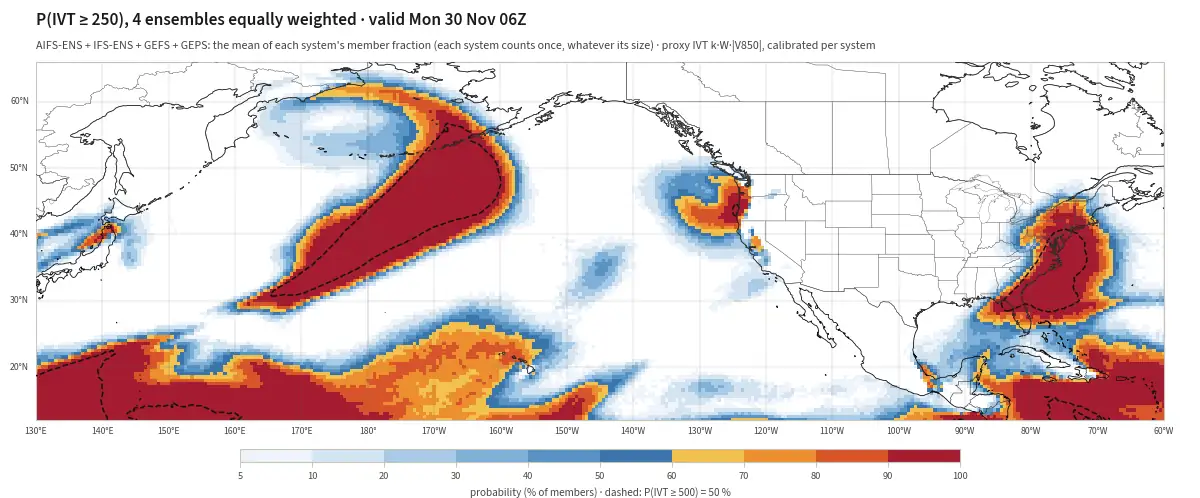 P(IVT ≥ 250), 4 ensembles equally weighted · valid Mon 30 Nov 06Z
AIFS-ENS + IFS-ENS + GEFS + GEPS: the mean of each system's member fraction (each system counts once, whatever its size) · proxy IVT k·W·|V850|, calibrated per system
60°N
50°N
40°N
30°N
20°N
130°E 140°E 150°E 160°E 170°E 180° 170°W 160°W 150°W 140°W 130°W 120°W 110°W 100°W 90°W 80°W 70°W 60°W
5 10 20 30 40 50 60 70 80 90 100
probability (% of members) · dashed: P(IVT ≥ 500) = 50 %